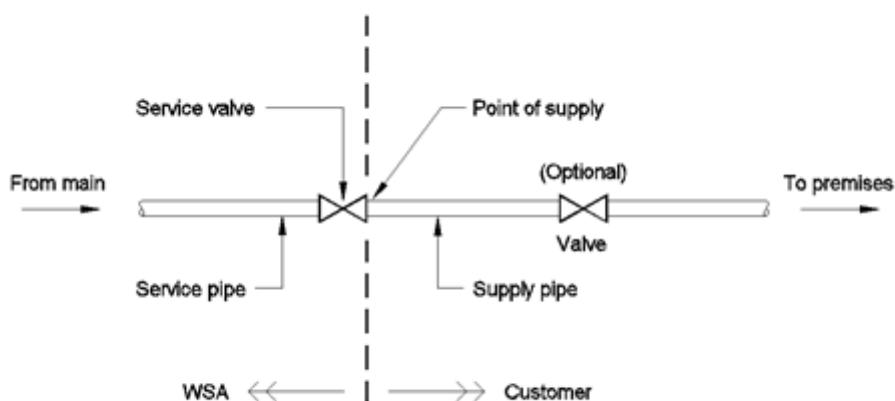 Service valve
Point of supply
From main
(Optional)
To premises
Valve
Service pipe
Supply pipe
WSA
Customer